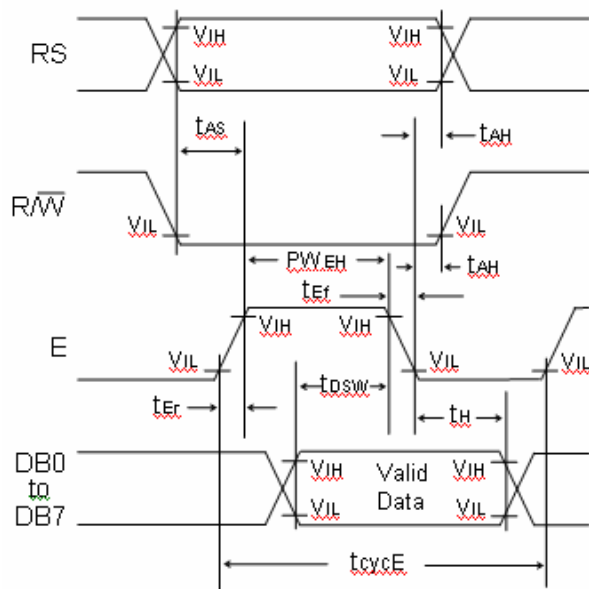 RS
VIH
VIH
VIL
VIL
tAS
tAH
R/W̅
VIL
VIL
PWEH
tAH
tEf
E
VIH
VIH
VIL
VIL
VIL
tDSW
tEr
tH
DB0
to
DB7
VIH
Valid
Data
VIH
VIL
VIL
tcycE